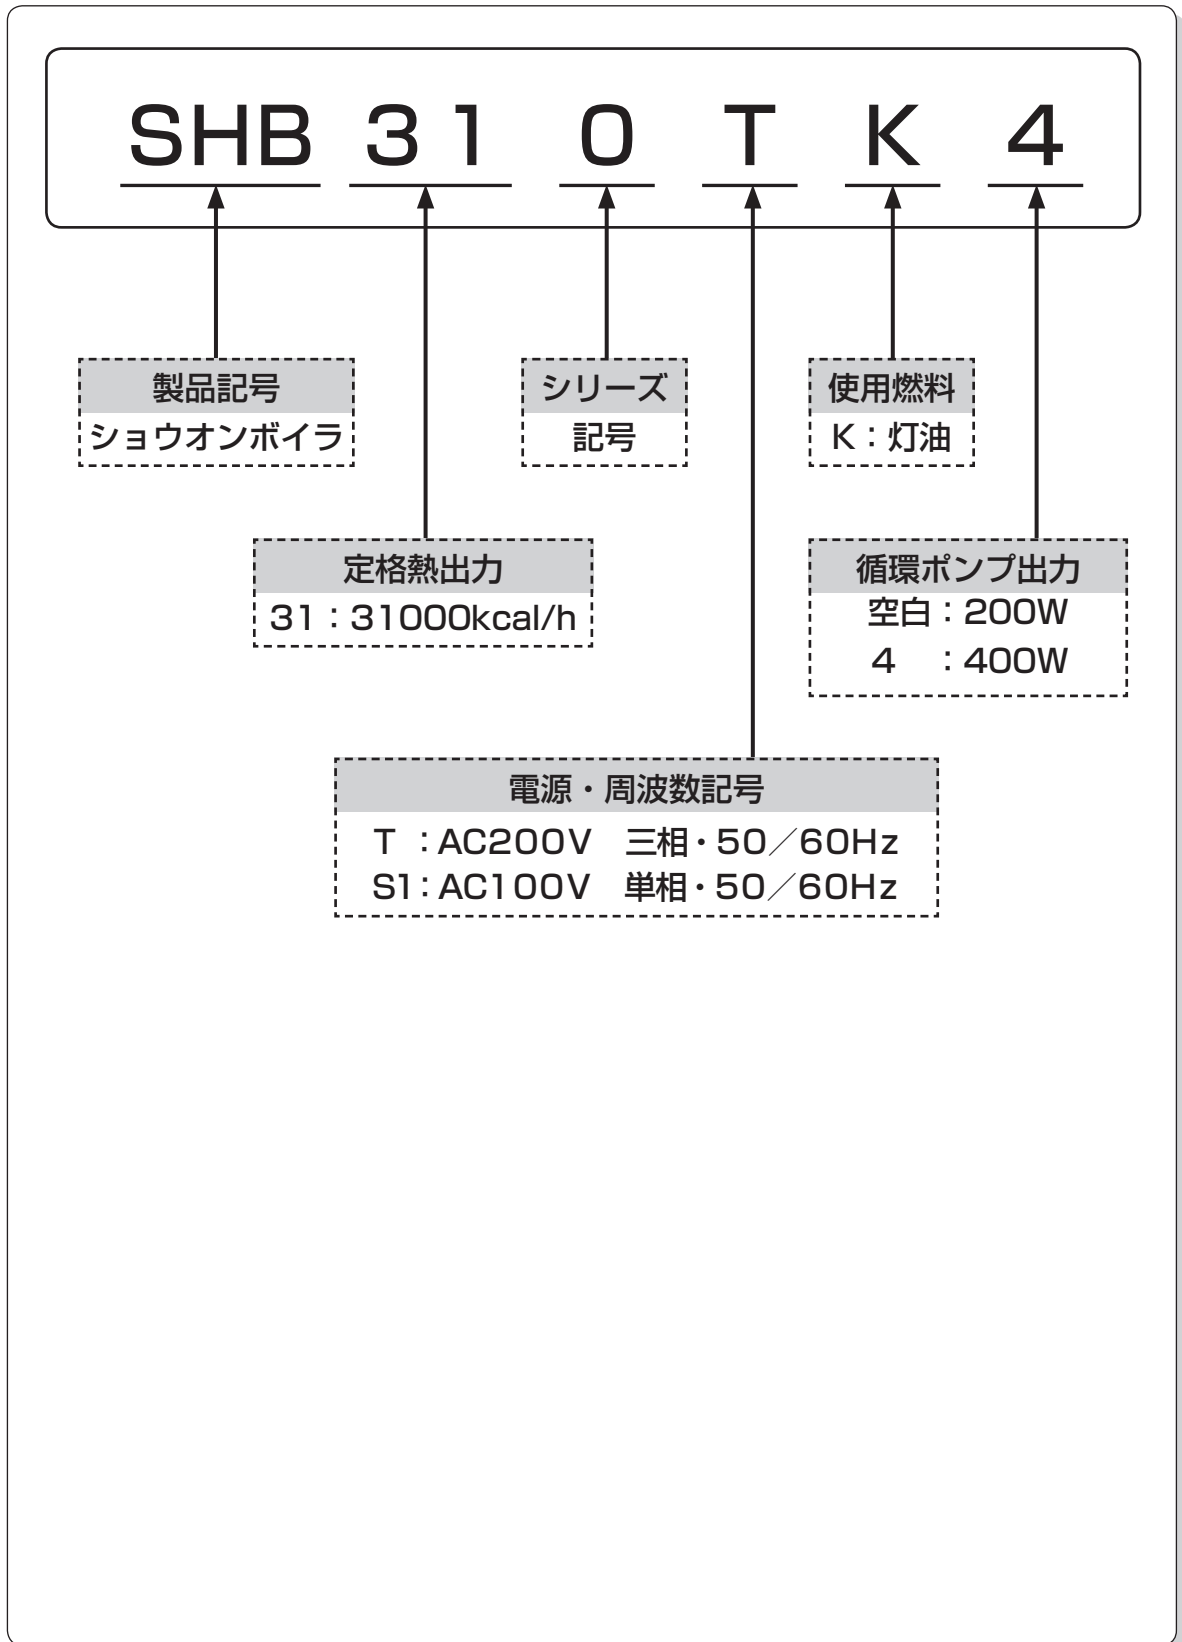 SHB 31 0 T K 4
製品記号
ショウオンボイラ
シリーズ
記号
使用燃料
K：灯油
定格熱出力
31：31000kcal/h
循環ポンプ出力
空白：200W
4　：400W
電源・周波数記号
T ：AC200V　三相・50／60Hz
S1：AC100V　単相・50／60Hz